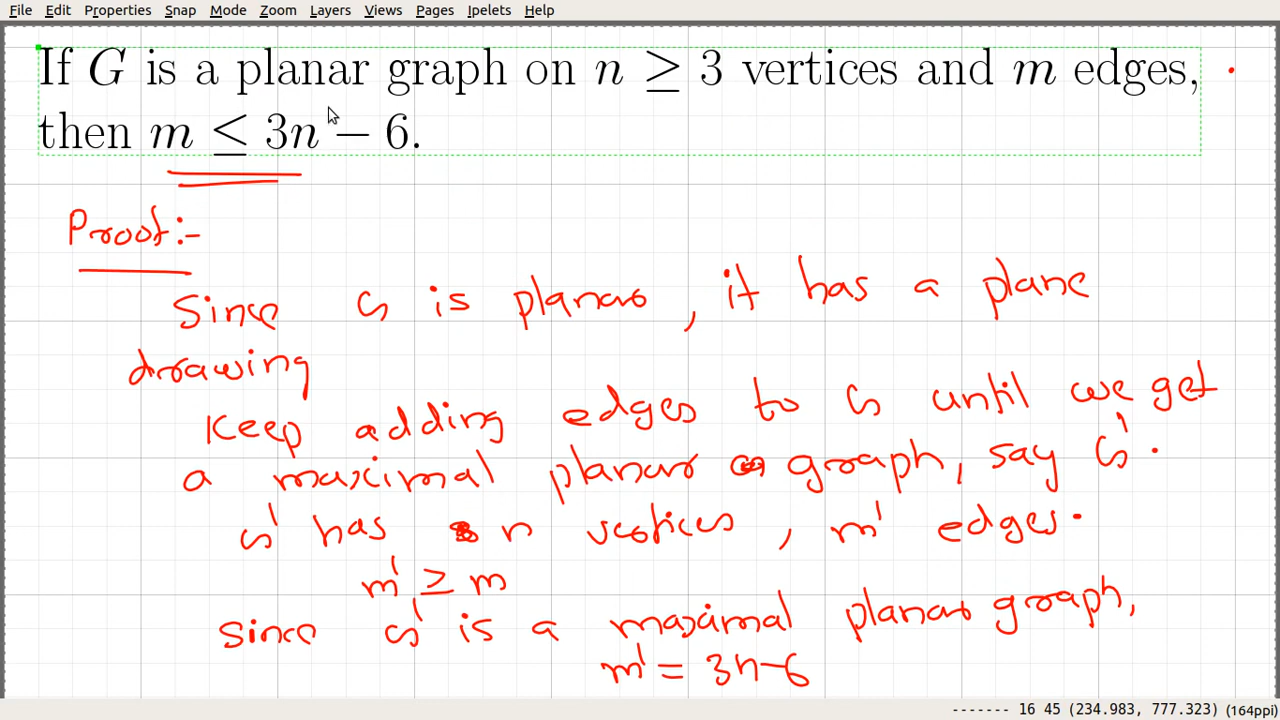 File Edit Properties Snap Mode Zoom Layers Views Pages Ipelets Help
If G is a planar graph on n ≥ 3 vertices and m edges,
then m ≤ 3n − 6.
Proof:-
Since G is planar, it has a plane
drawing
Keep adding edges to G until we get
a maximal planar graph, say G'.
G' has n vertices, m' edges.
m' ≥ m
since G' is a maximal planar graph,
m' = 3n-6
------- 16 45 (234.983, 777.323) (164ppi)